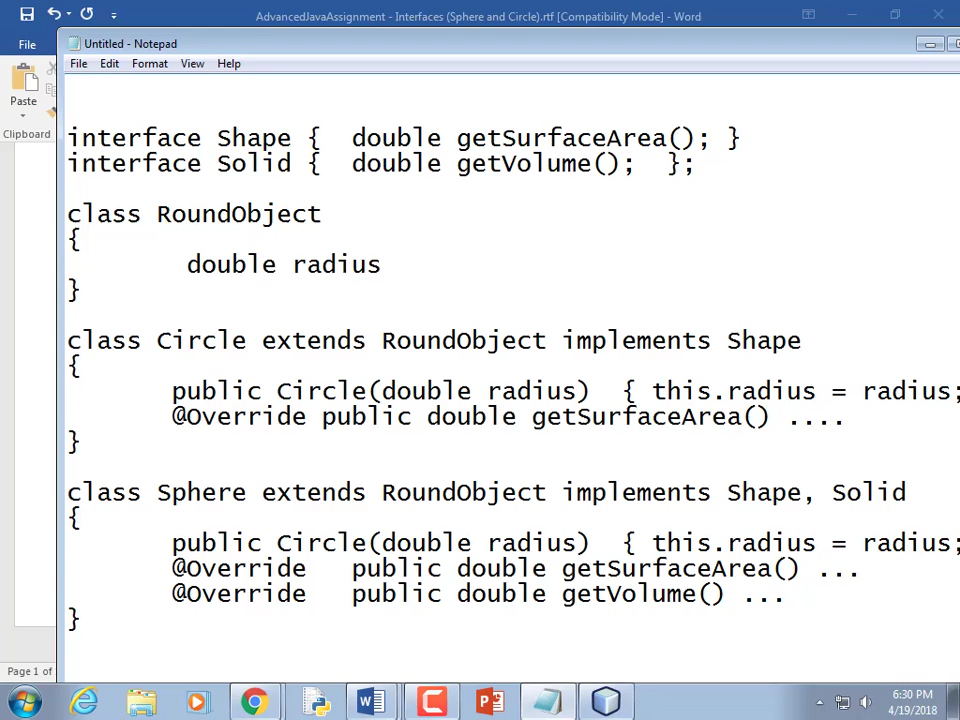 AdvancedJavaAssignment - Interfaces (Sphere and Circle).rtf [Compatibility Mode] - Word
File
Untitled - Notepad
File Edit Format View Help
Paste
Clipboard
interface Shape {  double getSurfaceArea(); }
interface Solid {  double getVolume();  };
class RoundObject
{
double radius
}
class Circle extends RoundObject implements Shape
{
public Circle(double radius)  { this.radius = radius;
@Override public double getSurfaceArea() ....
}
class Sphere extends RoundObject implements Shape, Solid
{
public Circle(double radius)  { this.radius = radius;
@Override   public double getSurfaceArea() ...
@Override   public double getVolume() ...
}
Page 1 of
6:30 PM
4/19/2018